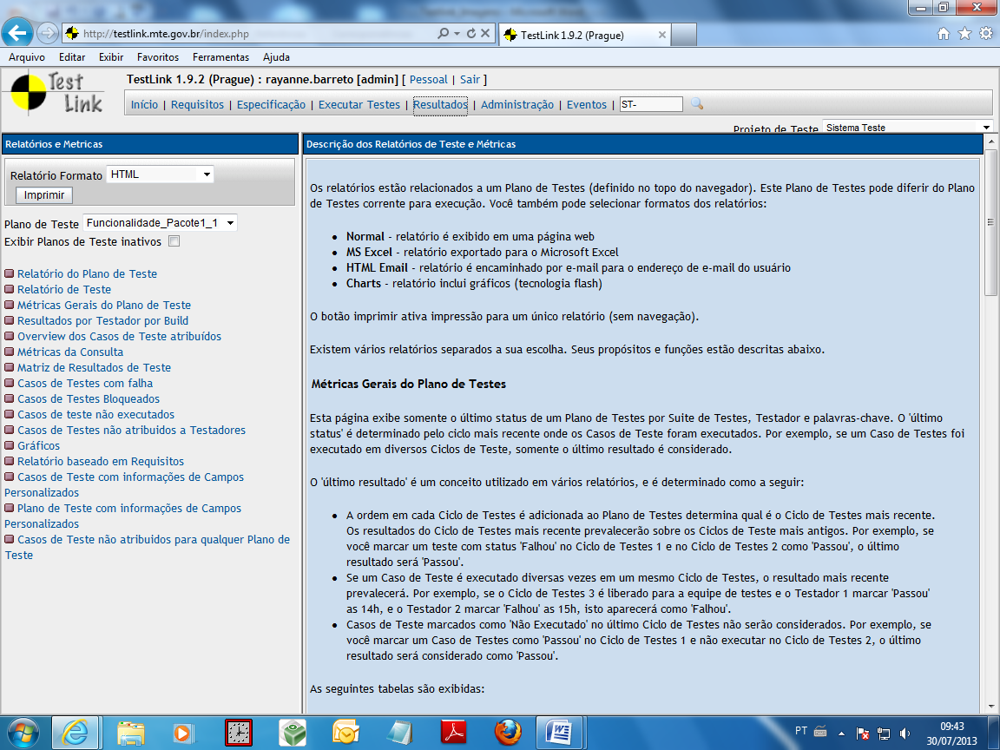 http://testlink.mte.gov.br/index.php
TestLink 1.9.2 (Prague)
Arquivo Editar Exibir Favoritos Ferramentas Ajuda
Test Link
TestLink 1.9.2 (Prague) : rayanne.barreto [admin] [ Pessoal | Sair ]
Início | Requisitos | Especificação | Executar Testes | Resultados | Administração | Eventos | ST-
Projeto de Teste Sistema Teste
Relatórios e Metricas
Relatório Formato HTML
Imprimir
Plano de Teste Funcionalidade_Pacote1_1
Exibir Planos de Teste inativos
Relatório do Plano de Teste
Relatório de Teste
Métricas Gerais do Plano de Teste
Resultados por Testador por Build
Overview dos Casos de Teste atribuídos
Métricas da Consulta
Matriz de Resultados de Teste
Casos de Testes com falha
Casos de Testes Bloqueados
Casos de teste não executados
Casos de Testes não atribuidos a Testadores
Gráficos
Relatório baseado em Requisitos
Casos de Teste com informações de Campos
Personalizados
Plano de Teste com informações de Campos
Personalizados
Casos de Teste não atribuidos para qualquer Plano de
Teste
Descrição dos Relatórios de Teste e Métricas
Os relatórios estão relacionados a um Plano de Testes (definido no topo do navegador). Este Plano de Testes pode diferir do Plano
de Testes corrente para execução. Você também pode selecionar formatos dos relatórios:
Normal - relatório é exibido em uma página web
MS Excel - relatório exportado para o Microsoft Excel
HTML Email - relatório é encaminhado por e-mail para o endereço de e-mail do usuário
Charts - relatório inclui gráficos (tecnologia flash)
O botão imprimir ativa impressão para um único relatório (sem navegação).
Existem vários relatórios separados a sua escolha. Seus propósitos e funções estão descritas abaixo.
Métricas Gerais do Plano de Testes
Esta página exibe somente o último status de um Plano de Testes por Suite de Testes, Testador e palavras-chave. O 'último
status' é determinado pelo ciclo mais recente onde os Casos de Teste foram executados. Por exemplo, se um Caso de Testes foi
executado em diversos Ciclos de Teste, somente o último resultado é considerado.
O 'último resultado' é um conceito utilizado em vários relatórios, e é determinado como a seguir:
A ordem em cada Ciclo de Testes é adicionada ao Plano de Testes determina qual é o Ciclo de Testes mais recente.
Os resultados do Ciclo de Testes mais recente prevalecerão sobre os Ciclos de Teste mais antigos. Por exemplo, se
você marcar um teste com status 'Falhou' no Ciclo de Testes 1 e no Ciclo de Testes 2 como 'Passou', o último
resultado será 'Passou'.
Se um Caso de Teste é executado diversas vezes em um mesmo Ciclo de Testes, o resultado mais recente
prevalecerá. Por exemplo, se o Ciclo de Testes 3 é liberado para a equipe de testes e o Testador 1 marcar 'Passou'
as 14h, e o Testador 2 marcar 'Falhou' as 15h, isto aparecerá como 'Falhou'.
Casos de Teste marcados como 'Não Executado' no último Ciclo de Testes não serão considerados. Por exemplo, se
você marcar um Caso de Testes como 'Passou' no Ciclo de Testes 1 e não executar no Ciclo de Testes 2, o último
resultado será considerado como 'Passou'.
As seguintes tabelas são exibidas:
PT
09:43
30/07/2013